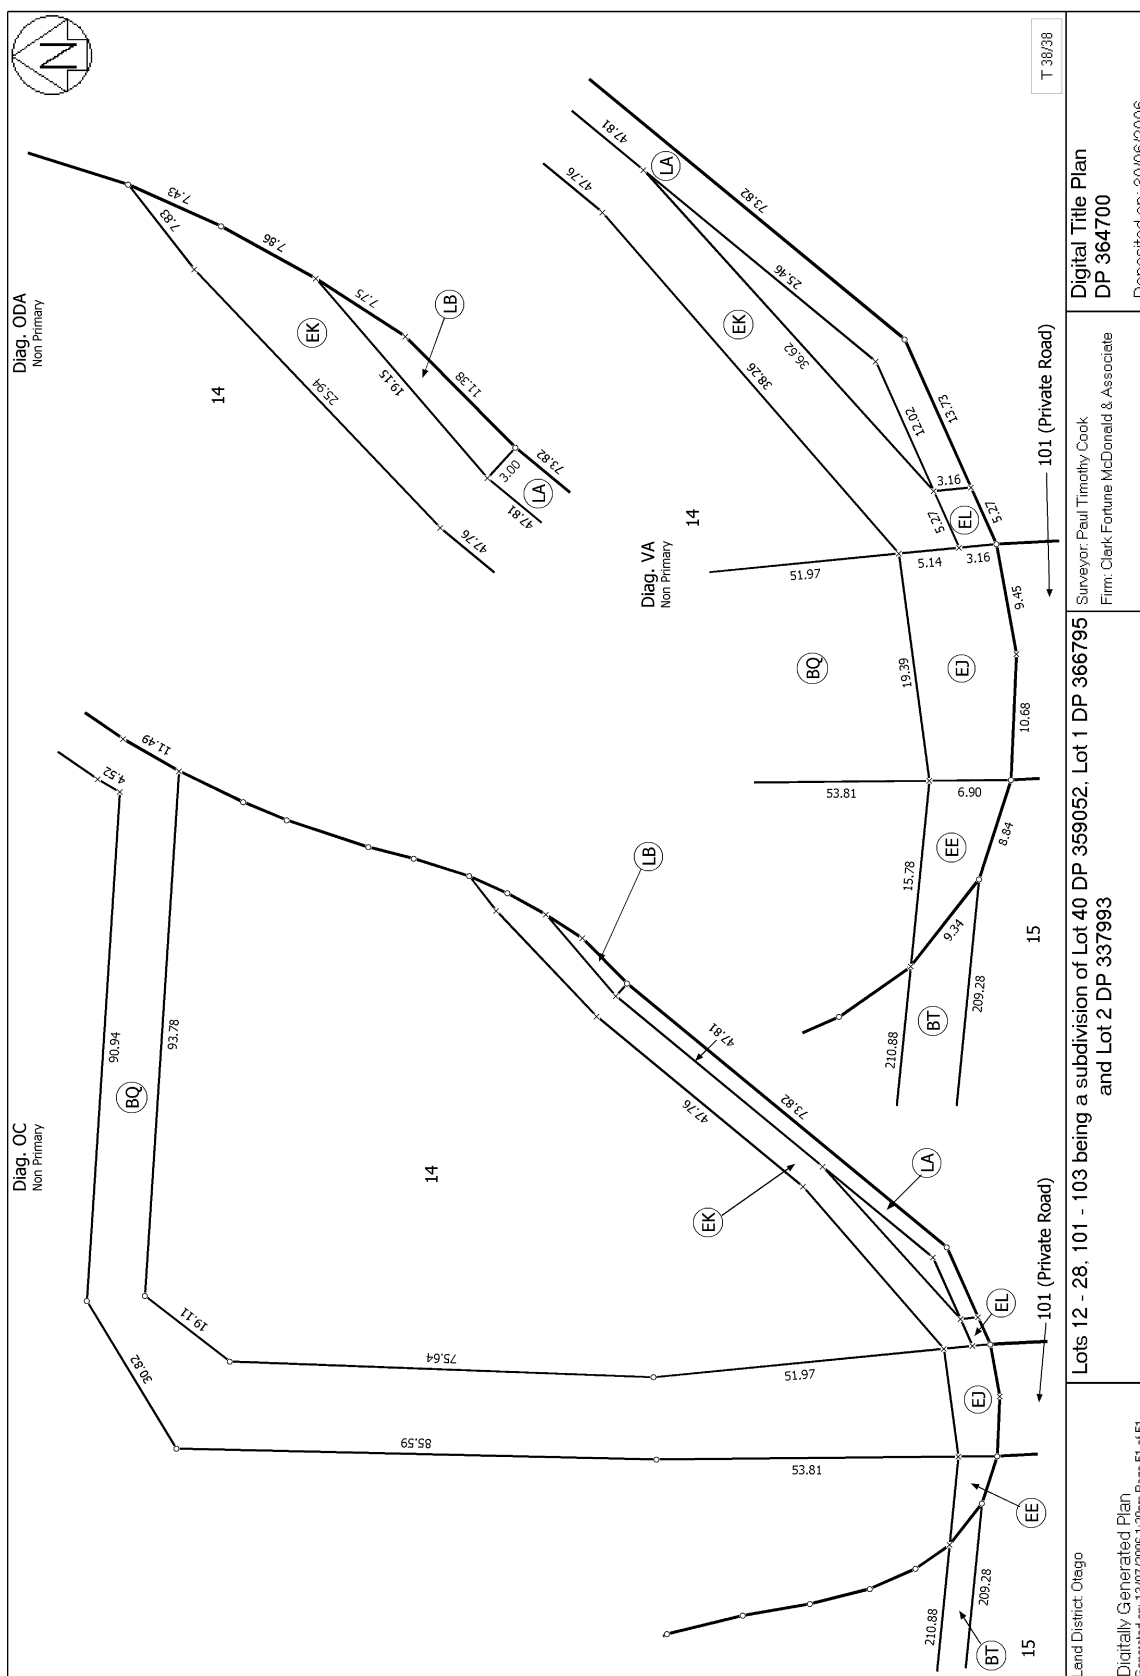 N
Diag. ODA
Non Primary
7.43
7.83
7.86
7.75
EK
LB
14
25.94
19.15
11.38
3.00
73.82
LA
47.81
47.76
T 38/38
Diag. VA
Non Primary
47.81
LA
47.76
73.82
25.46
EK
36.62
38.26
12.02
13.73
3.16
5.27
EL
5.27
14
51.97
5.14
3.16
101 (Private Road)
9.45
BQ
19.39
EJ
10.68
53.81
6.90
EE
8.84
15.78
9.34
15
BT
210.88
209.28
Diag. OC
Non Primary
11.49
4.52
90.94
93.78
BQ
LB
47.81
47.76
73.82
14
EK
LA
19.11
30.82
75.64
51.97
EL
101 (Private Road)
EJ
85.59
53.81
EE
210.88
209.28
BT
15
Land District: Otago
Digitally Generated Plan
Lots 12 - 28, 101 - 103 being a subdivision of Lot 40 DP 359052, Lot 1 DP 366795
and Lot 2 DP 337993
Surveyor: Paul Timothy Cook
Firm: Clark Fortune McDonald & Associate
Digital Title Plan
DP 364700
Deposited on: 30/06/2006